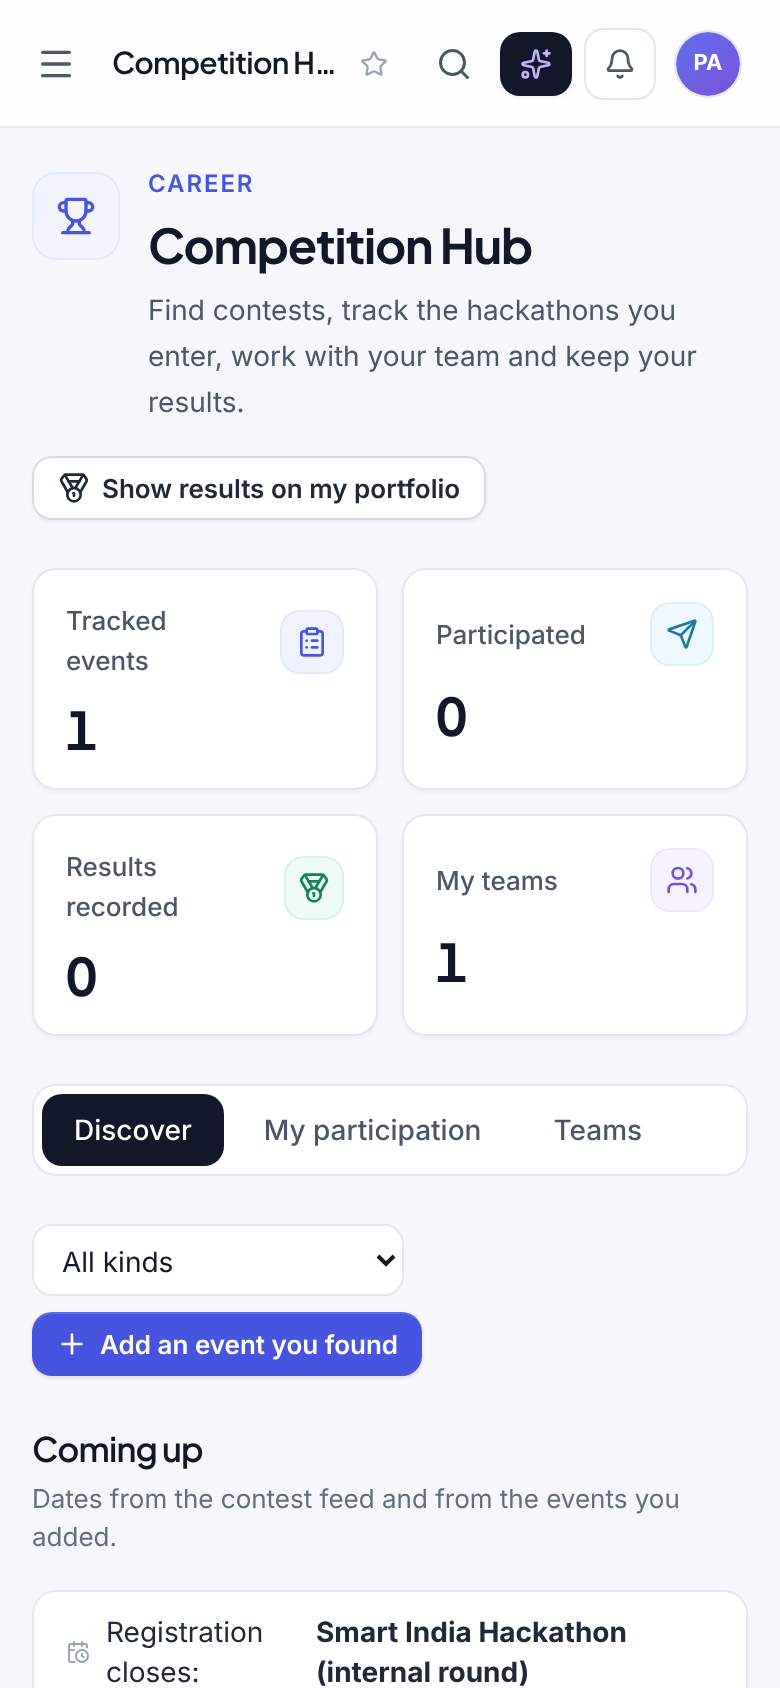 Competition H...
PA
CAREER
Competition Hub
Find contests, track the hackathons you
enter, work with your team and keep your
results.
Show results on my portfolio
Tracked
events
1
Participated
0
Results
recorded
0
My teams
1
Discover
My participation
Teams
All kinds
Add an event you found
Coming up
Dates from the contest feed and from the events you
added.
Registration
closes:
Smart India Hackathon
(internal round)